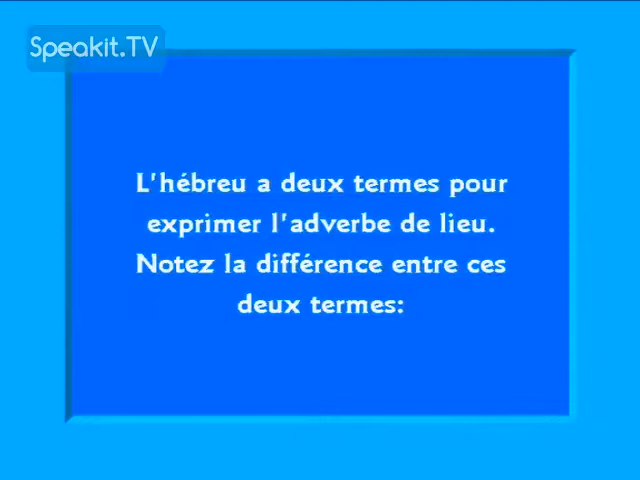 Speakit.TV
L'hébreu a deux termes pour
exprimer l'adverbe de lieu.
Notez la différence entre ces
deux termes: